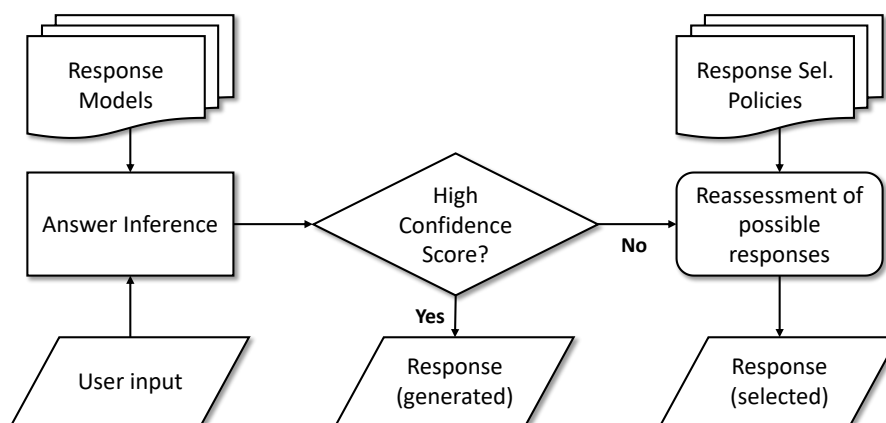 Response
Models
Response Sel.
Policies
Answer Inference
High
Confidence
Score?
No
Reassessment of
possible
responses
Yes
User input
Response
(generated)
Response
(selected)